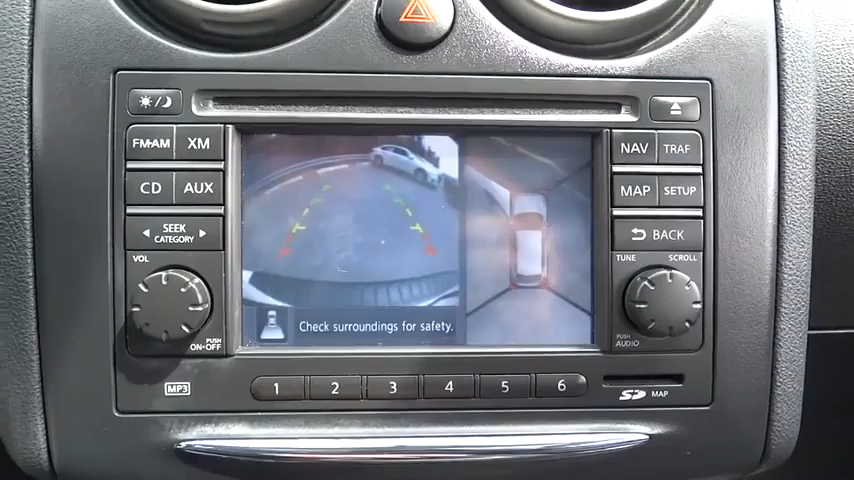 FM•AM XM
CD AUX
SEEK
CATEGORY
VOL
PUSH
ON•OFF
MP3
NAV TRAF
MAP SETUP
BACK
TUNE SCROLL
PUSH
AUDIO
Check surroundings for safety.
1 2 3 4 5 6
SD MAP